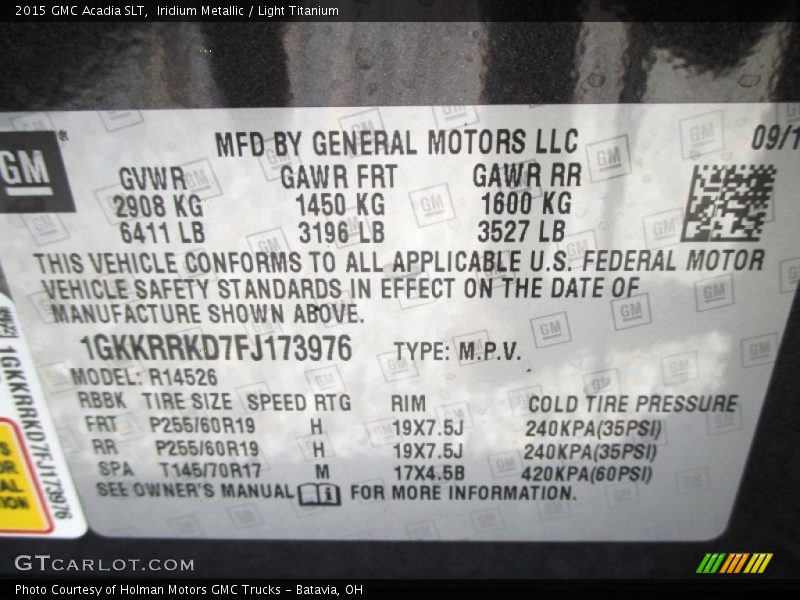 2015 GMC Acadia SLT, Iridium Metallic / Light Titanium
GM
MFD BY GENERAL MOTORS LLC 09/1
GVWR GAWR FRT GAWR RR
2908 KG 1450 KG 1600 KG
6411 LB 3196 LB 3527 LB
THIS VEHICLE CONFORMS TO ALL APPLICABLE U.S. FEDERAL MOTOR
VEHICLE SAFETY STANDARDS IN EFFECT ON THE DATE OF
MANUFACTURE SHOWN ABOVE.
1GKKRRKD7FJ173976 TYPE: M.P.V.
MODEL: R14526
RBBK TIRE SIZE SPEED RTG RIM COLD TIRE PRESSURE
FRT P255/60R19 H 19X7.5J 240KPA(35PSI)
RR P255/60R19 H 19X7.5J 240KPA(35PSI)
SPA T145/70R17 M 17X4.5B 420KPA(60PSI)
SEE OWNER'S MANUAL FOR MORE INFORMATION.
1GKKRRKD7FJ173976
GTCARLOT.COM
Photo Courtesy of Holman Motors GMC Trucks – Batavia, OH